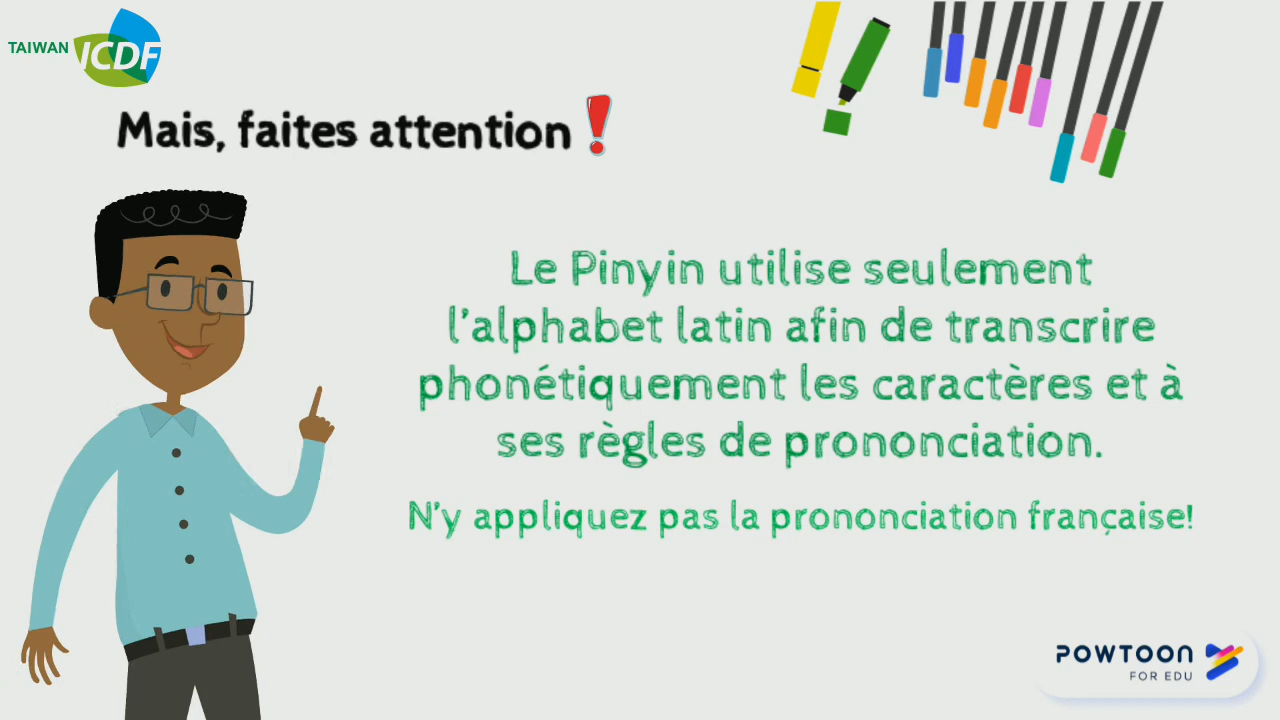 TAIWAN
ICDF
Mais, faites attention❗
Le Pinyin utilise seulement
l'alphabet latin afin de transcrire
phonétiquement les caractères et à
ses règles de prononciation.
N'y appliquez pas la prononciation française!
POWTOON
FOR EDU